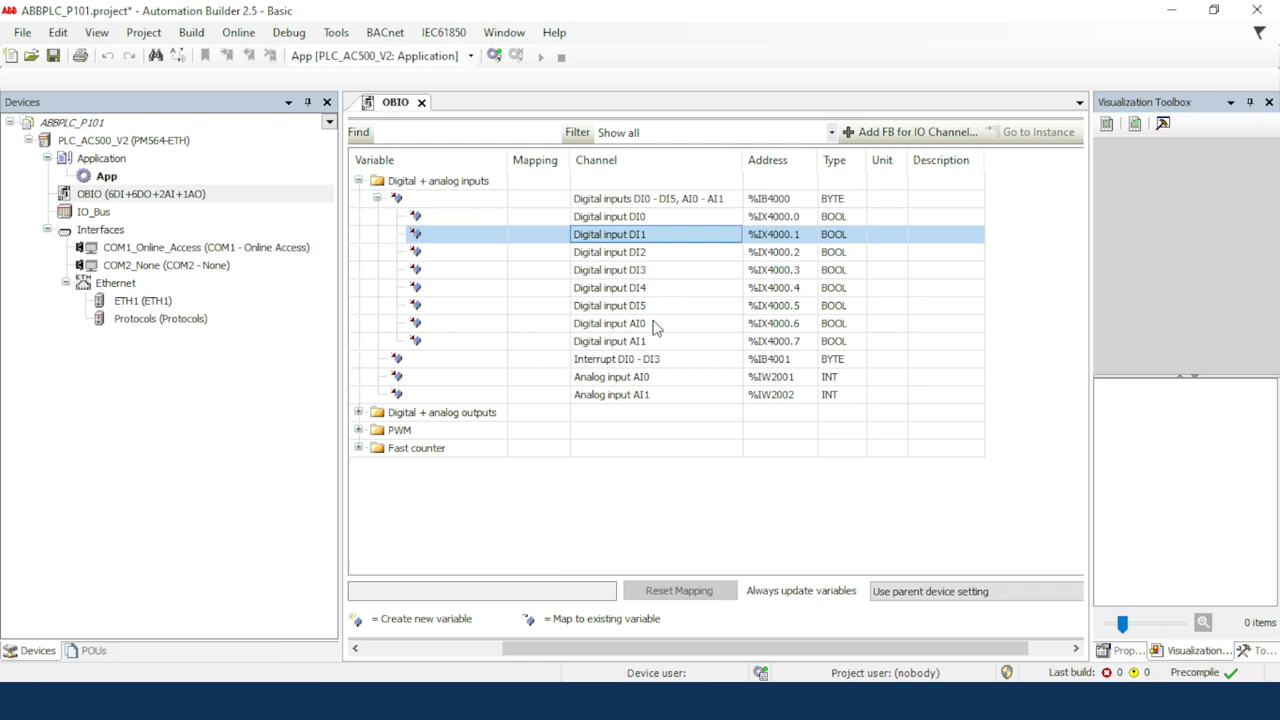 ABB ABBPLC_P101.project* - Automation Builder 2.5 - Basic
File Edit View Project Build Online Debug Tools BACnet IEC61850 Window Help
App [PLC_AC500_V2: Application]
Devices
ABBPLC_P101
PLC_AC500_V2 (PM564-ETH)
Application
App
OBIO (6DI+6DO+2AI+1AO)
IO_Bus
Interfaces
COM1_Online_Access (COM1 - Online Access)
COM2_None (COM2 - None)
Ethernet
ETH1 (ETH1)
Protocols (Protocols)
Devices POUs
OBIO
Find Filter Show all Add FB for IO Channel... Go to Instance
Variable Mapping Channel Address Type Unit Description
Digital + analog inputs
Digital inputs DI0 - DI5, AI0 - AI1 %IB4000 BYTE
Digital input DI0 %IX4000.0 BOOL
Digital input DI1 %IX4000.1 BOOL
Digital input DI2 %IX4000.2 BOOL
Digital input DI3 %IX4000.3 BOOL
Digital input DI4 %IX4000.4 BOOL
Digital input DI5 %IX4000.5 BOOL
Digital input AI0 %IX4000.6 BOOL
Digital input AI1 %IX4000.7 BOOL
Interrupt DI0 - DI3 %IB4001 BYTE
Analog input AI0 %IW2001 INT
Analog input AI1 %IW2002 INT
Digital + analog outputs
PWM
Fast counter
Reset Mapping Always update variables Use parent device setting
= Create new variable = Map to existing variable
Visualization Toolbox
0 items
Prop... Visualization... To...
Device user: Project user: (nobody) Last build: 0 0 Precompile